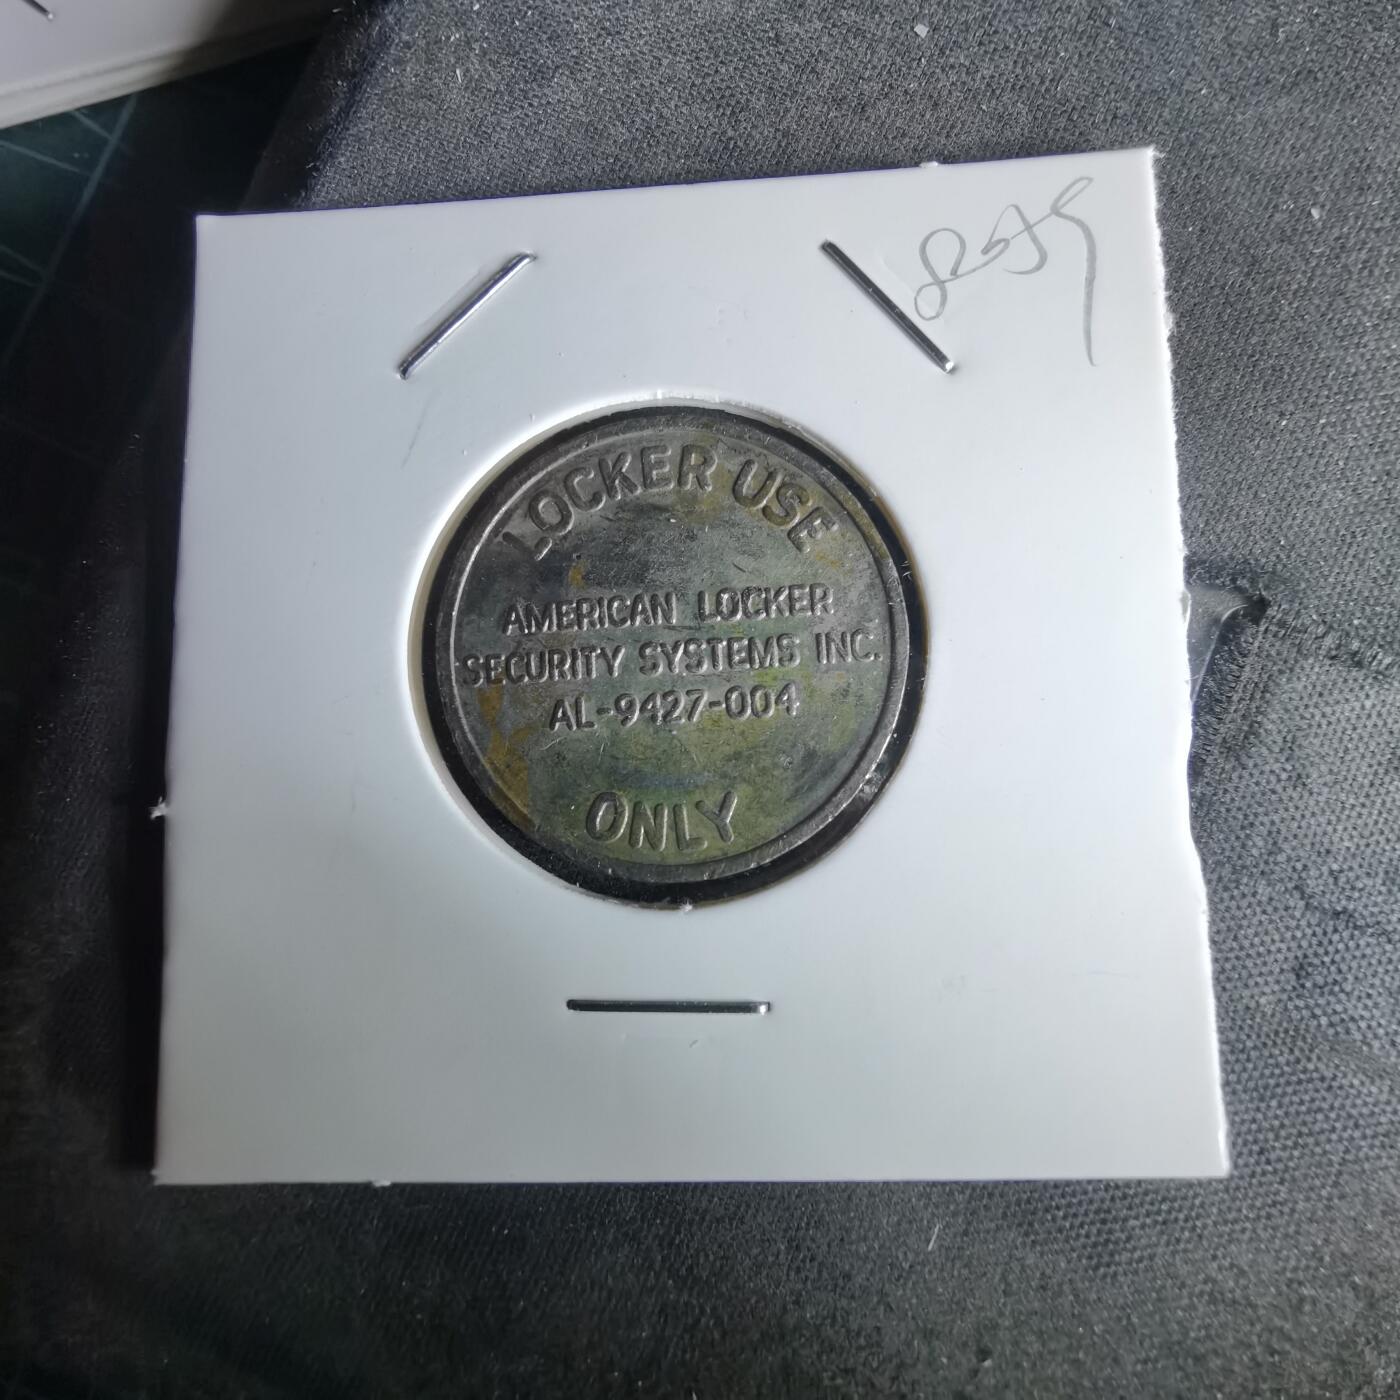 LOCKER USE
AMERICAN LOCKER
SECURITY SYSTEMS INC.
AL-9427-004
ONLY